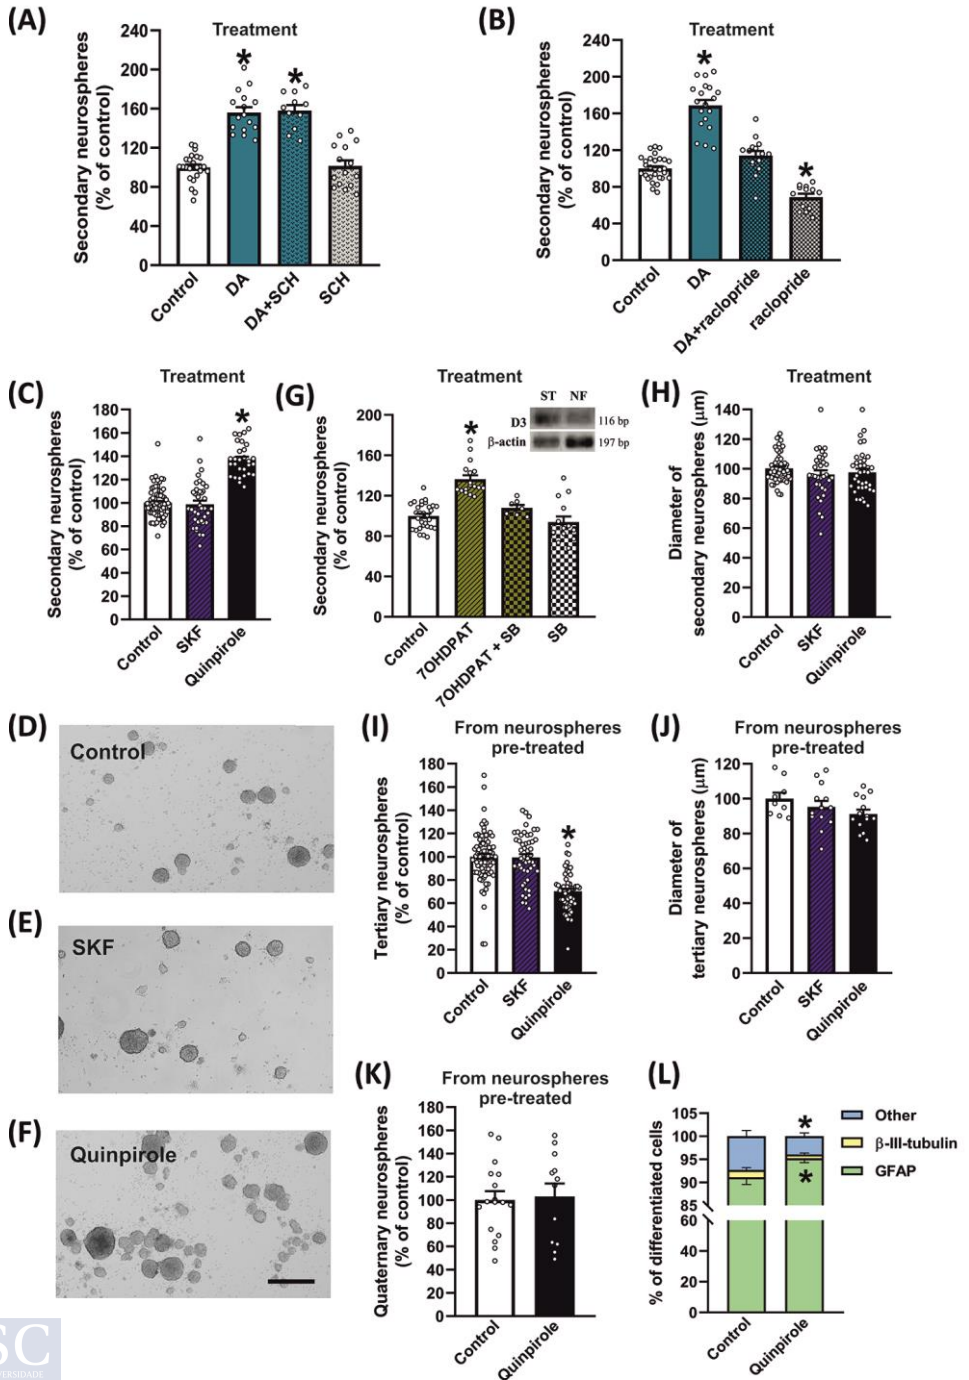 (A)
Treatment
Secondary neurospheres
(% of control)
240
200
160
120
80
40
0
*
*
Control
DA
DA+SCH
SCH
(B)
Treatment
Secondary neurospheres
(% of control)
240
200
160
120
80
40
0
*
*
Control
DA
DA+raclopride
raclopride
(C)
Treatment
Secondary neurospheres
(% of control)
180
160
140
120
100
80
60
40
20
0
*
Control
SKF
Quinpirole
(G)
Treatment
Secondary neurospheres
(% of control)
200
160
120
80
40
0
*
ST NF
D3 116 bp
β-actin 197 bp
Control
7OHDPAT
7OHDPAT + SB
SB
(H)
Treatment
Diameter of
secondary neurospheres (µm)
140
120
100
80
60
40
20
0
Control
SKF
Quinpirole
(D)
Control
(E)
SKF
(F)
Quinpirole
(I)
From neurospheres
pre-treated
Tertiary neurospheres
(% of control)
180
160
140
120
100
80
60
40
20
0
*
Control
SKF
Quinpirole
(J)
From neurospheres
pre-treated
Diameter of
tertiary neurospheres (µm)
120
100
80
60
40
20
0
Control
SKF
Quinpirole
(K)
From neurospheres
pre-treated
Quaternary neurospheres
(% of control)
180
160
140
120
100
80
60
40
20
0
Control
Quinpirole
(L)
% of differentiated cells
105
100
95
90
85
60
40
20
0
*
*
Control
Quinpirole
Other
β-III-tubulin
GFAP
SC
VERSIDADE